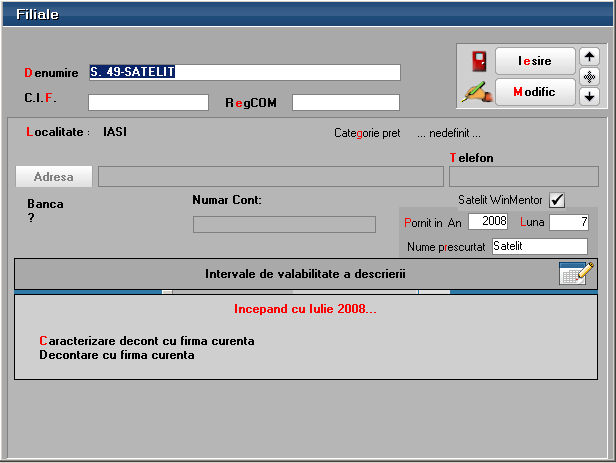 Filiale
Denumire S. 49-SATELIT
Iesire
C.I.F. RegCOM
Modific
Localitate : IASI Categorie pret ... nedefinit ...
Telefon
Adresa
Banca Numar Cont: Satelit WinMentor
?
Pornit in An 2008 Luna 7
Nume prescurtat Satelit
Intervale de valabilitate a descrierii
Incepand cu Iulie 2008...
Caracterizare decont cu firma curenta
Decontare cu firma curenta